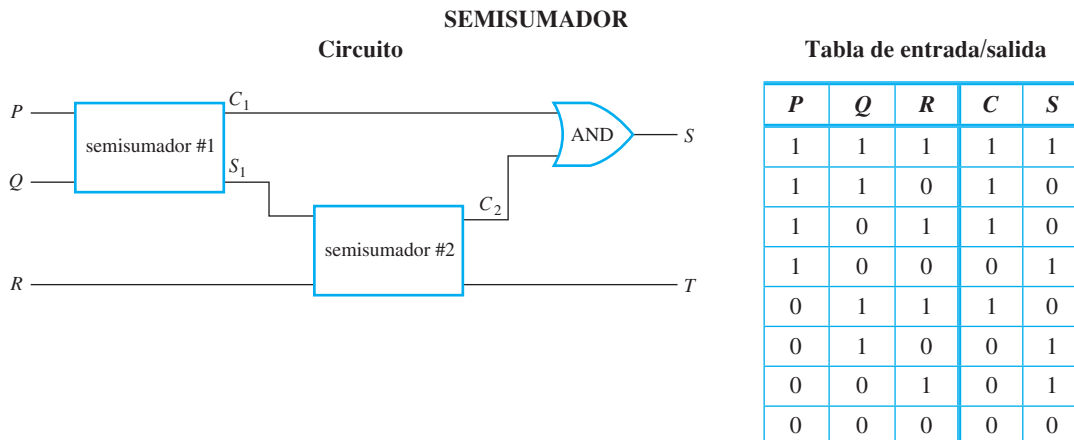 SEMISUMADOR
Circuito
Tabla de entrada/salida
P
Q
R
semisumador #1
C1
S1
semisumador #2
C2
AND
S
T
P Q R C S
1 1 1 1 1
1 1 0 1 0
1 0 1 1 0
1 0 0 0 1
0 1 1 1 0
0 1 0 0 1
0 0 1 0 1
0 0 0 0 0